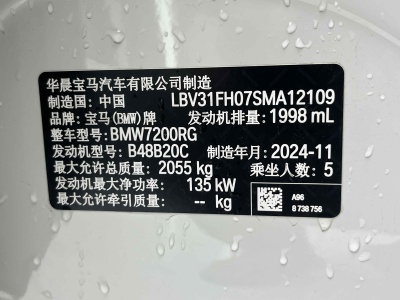 华晨宝马汽车有限公司制造
制造国：中国 LBV31FH07SMA12109
品牌：宝马(BMW)牌 发动机排量：1998 mL
整车型号：BMW7200RG
发动机型号：B48B20C 制造年月：2024-11
最大允许总质量：2055 kg 乘坐人数：5
发动机最大净功率：135 kW
最大允许牵引质量：-- kg
A96
8 738 756